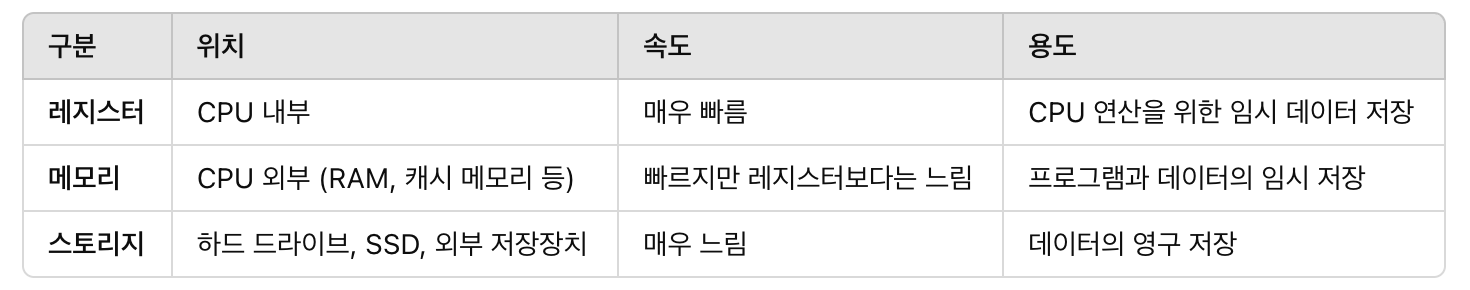 구분 위치 속도 용도
레지스터 CPU 내부 매우 빠름 CPU 연산을 위한 임시 데이터 저장
메모리 CPU 외부 (RAM, 캐시 메모리 등) 빠르지만 레지스터보다는 느림 프로그램과 데이터의 임시 저장
스토리지 하드 드라이브, SSD, 외부 저장장치 매우 느림 데이터의 영구 저장